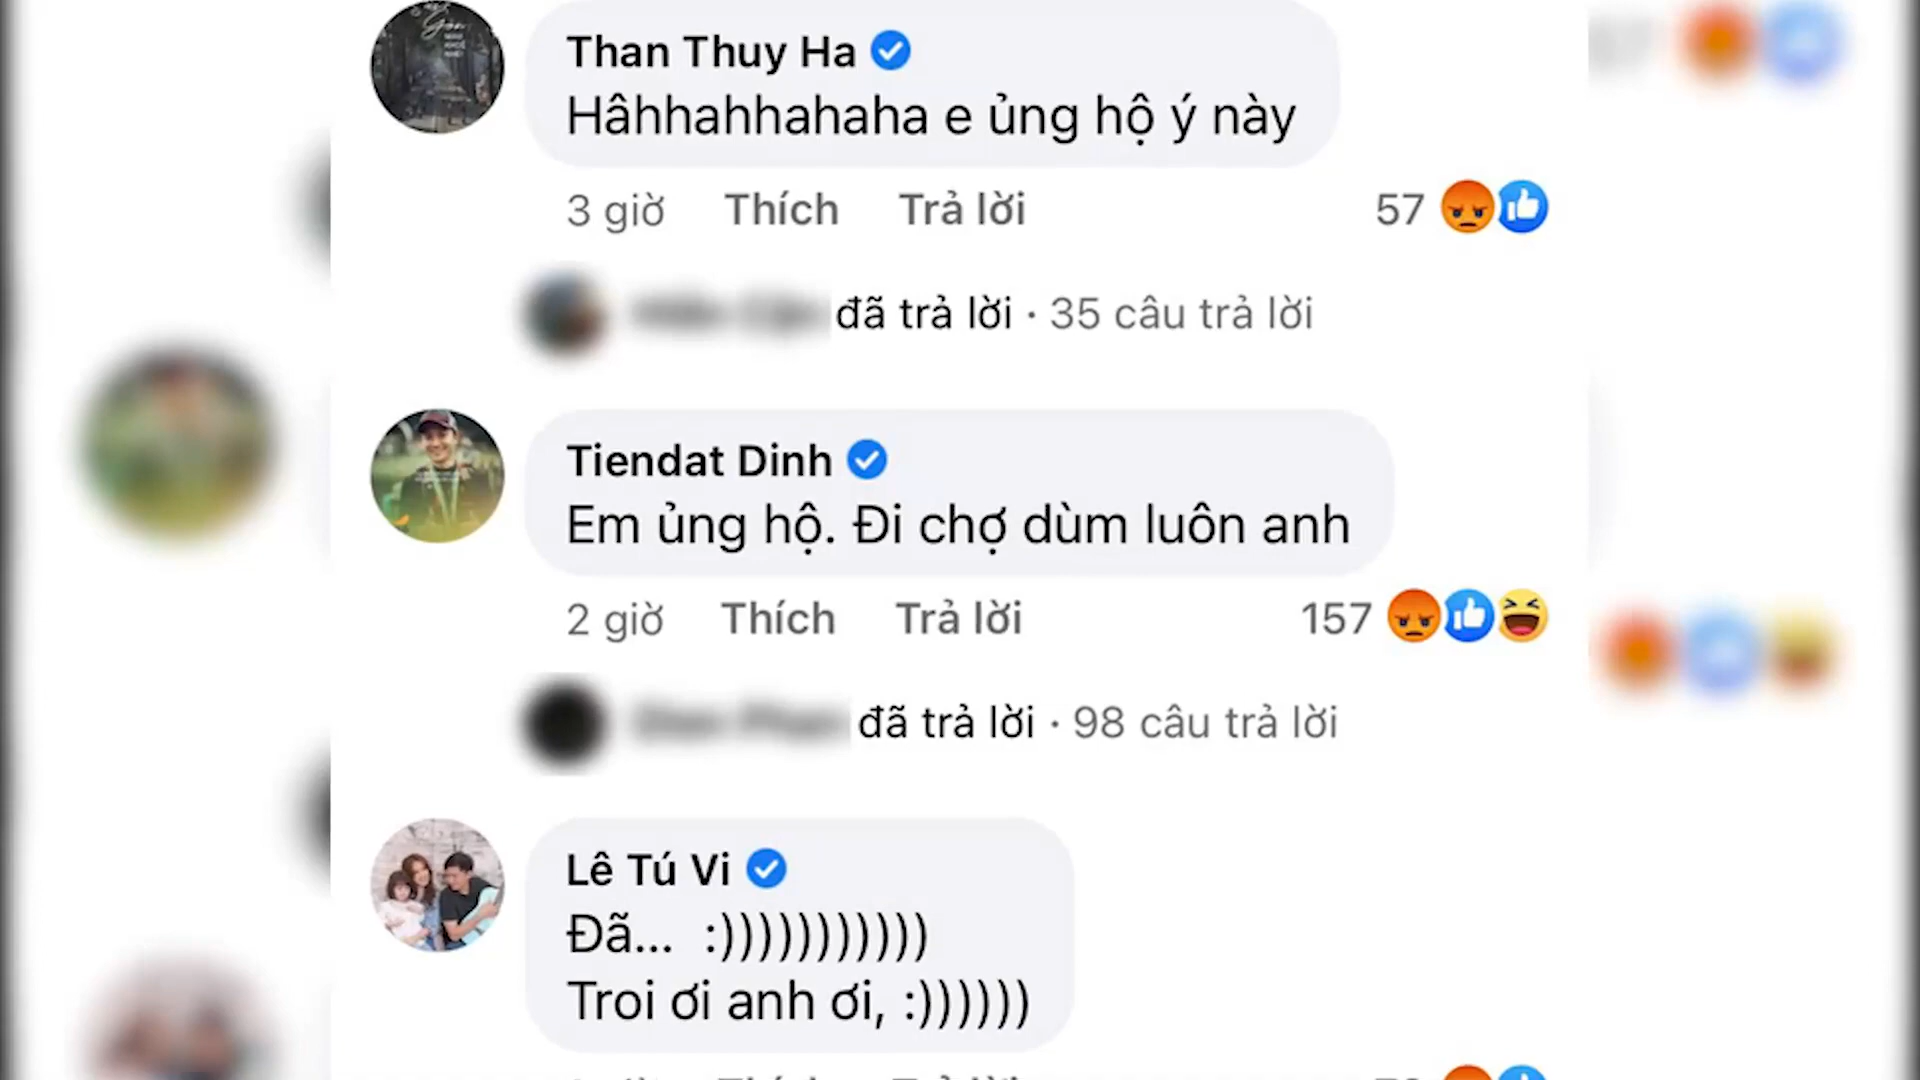 Than Thuy Ha
Hâhhahhahaha e ủng hộ ý này
3 giờ Thích Trả lời 57
đã trả lời · 35 câu trả lời
Tiendat Dinh
Em ủng hộ. Đi chợ dùm luôn anh
2 giờ Thích Trả lời 157
đã trả lời · 98 câu trả lời
Lê Tú Vi
Đã... :)))))))))))
Troi ơi anh ơi, :))))))